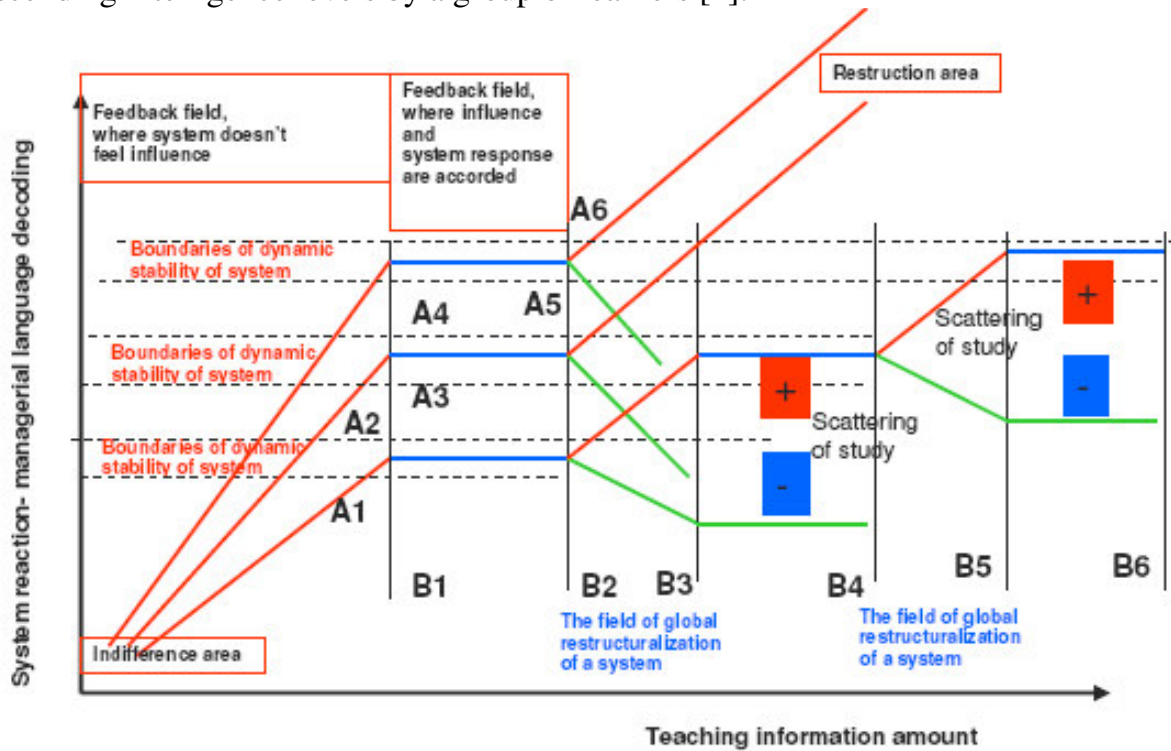 Restruction area
Feedback field,
where system doesn't
feel influence
Feedback field,
where influence
and
system response
are accorded
A6
Boundaries of dynamic
stability of system
A5
A4
Boundaries of dynamic
stability of system
A3
A2
Boundaries of dynamic
stability of system
A1
Scattering
of study
+
-
Scattering
of study
+
-
B1
B2
B3
B4
B5
B6
The field of global
restructuralization
of a system
The field of global
restructuralization
of a system
Indifference area
System reaction- managerial language decoding
Teaching information amount